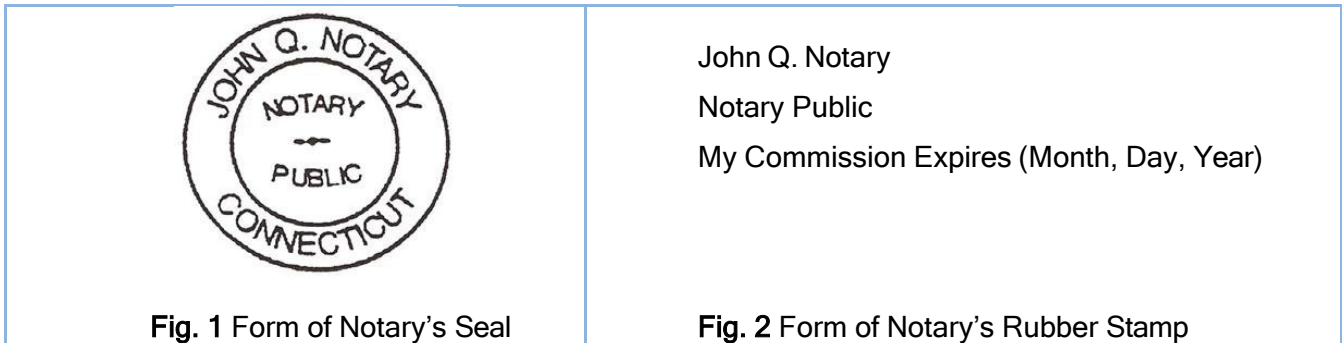 JOHN Q. NOTARY
NOTARY
PUBLIC
CONNECTICUT
Fig. 1 Form of Notary’s Seal
John Q. Notary
Notary Public
My Commission Expires (Month, Day, Year)
Fig. 2 Form of Notary’s Rubber Stamp